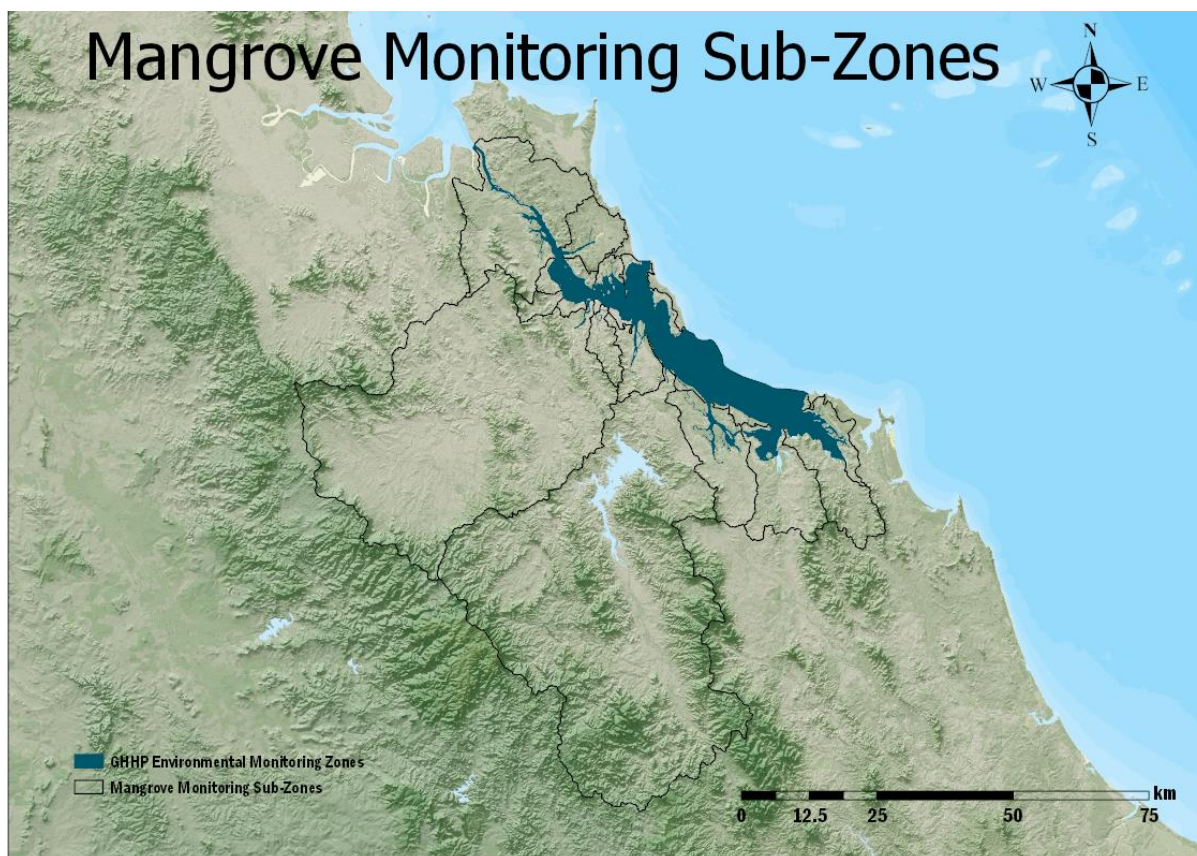 Mangrove Monitoring Sub-Zones
N
W E
S
GHHP Environmental Monitoring Zones
Mangrove Monitoring Sub-Zones
km
0 12.5 25 50 75